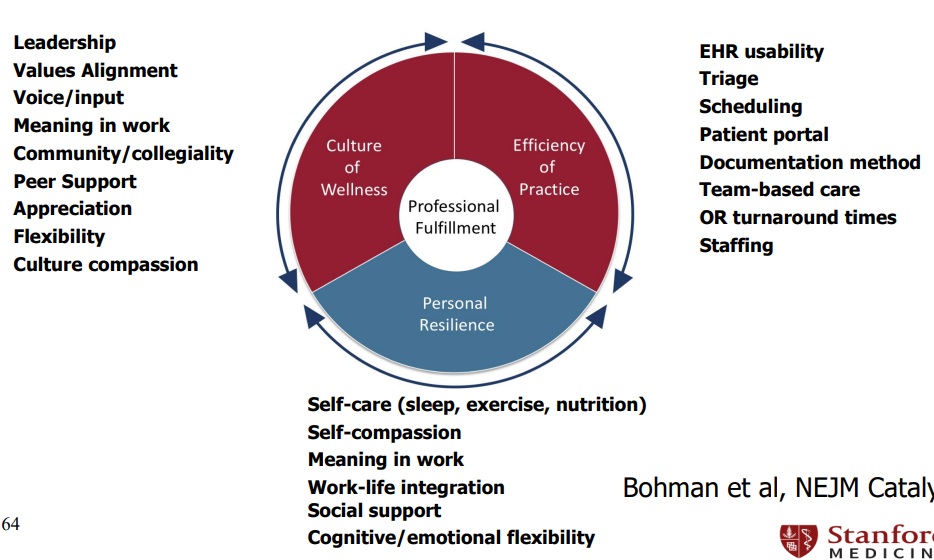 Leadership
Values Alignment
Voice/input
Meaning in work
Community/collegiality
Peer Support
Appreciation
Flexibility
Culture compassion
Culture
of
Wellness
Efficiency
of
Practice
Professional
Fulfillment
Personal
Resilience
EHR usability
Triage
Scheduling
Patient portal
Documentation method
Team-based care
OR turnaround times
Staffing
Self-care (sleep, exercise, nutrition)
Self-compassion
Meaning in work
Work-life integration
Social support
Cognitive/emotional flexibility
Bohman et al, NEJM Cataly
64
Stanfor
MEDICIN